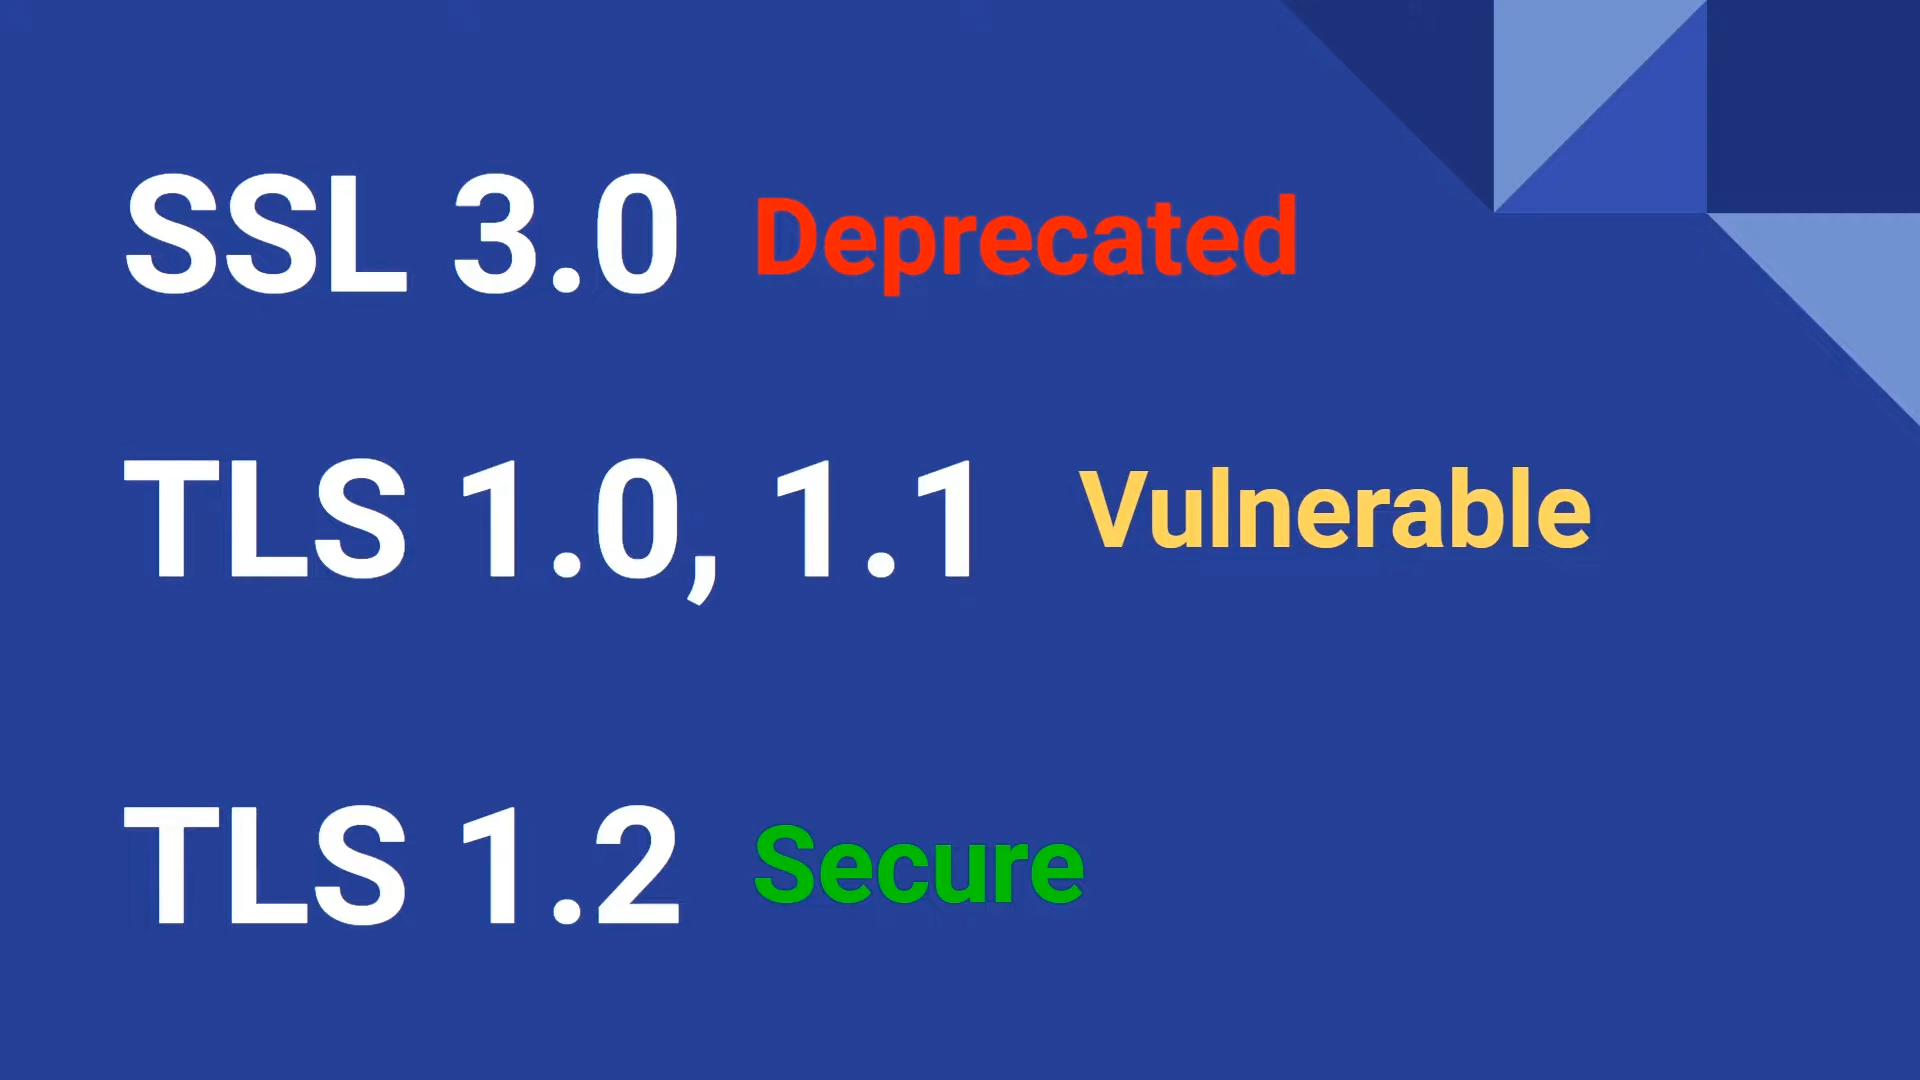 SSL 3.0 Deprecated
TLS 1.0, 1.1 Vulnerable
TLS 1.2 Secure